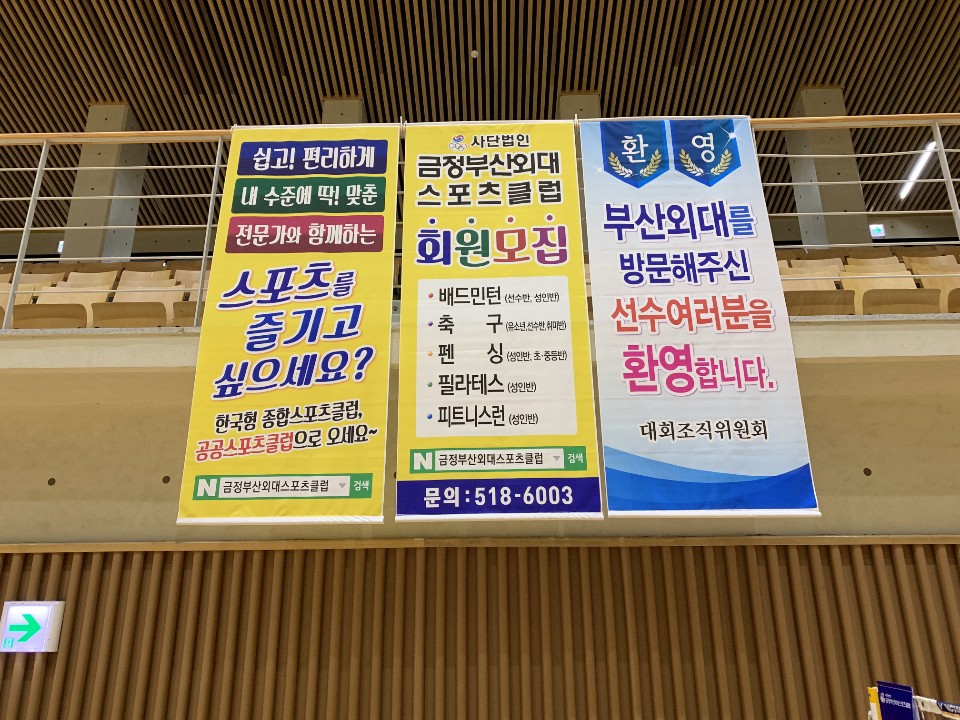 쉽고! 편리하게
내 수준에 딱! 맞춘
전문가와 함께하는
스포츠를
즐기고
싶으세요?
한국형 종합스포츠클럽,
공공스포츠클럽으로 오세요~
N 금정부산외대스포츠클럽 검색
사단법인
금정부산외대
스포츠클럽
회원모집
• 배드민턴 (선수반, 성인반)
• 축 구 (유소년,선수반,취미반)
• 펜 싱 (성인반, 초·중등반)
• 필라테스 (성인반)
• 피트니스런 (성인반)
N 금정부산외대스포츠클럽 검색
문의 : 518-6003
환 영
부산외대를
방문해주신
선수여러분을
환영합니다.
대회조직위원회